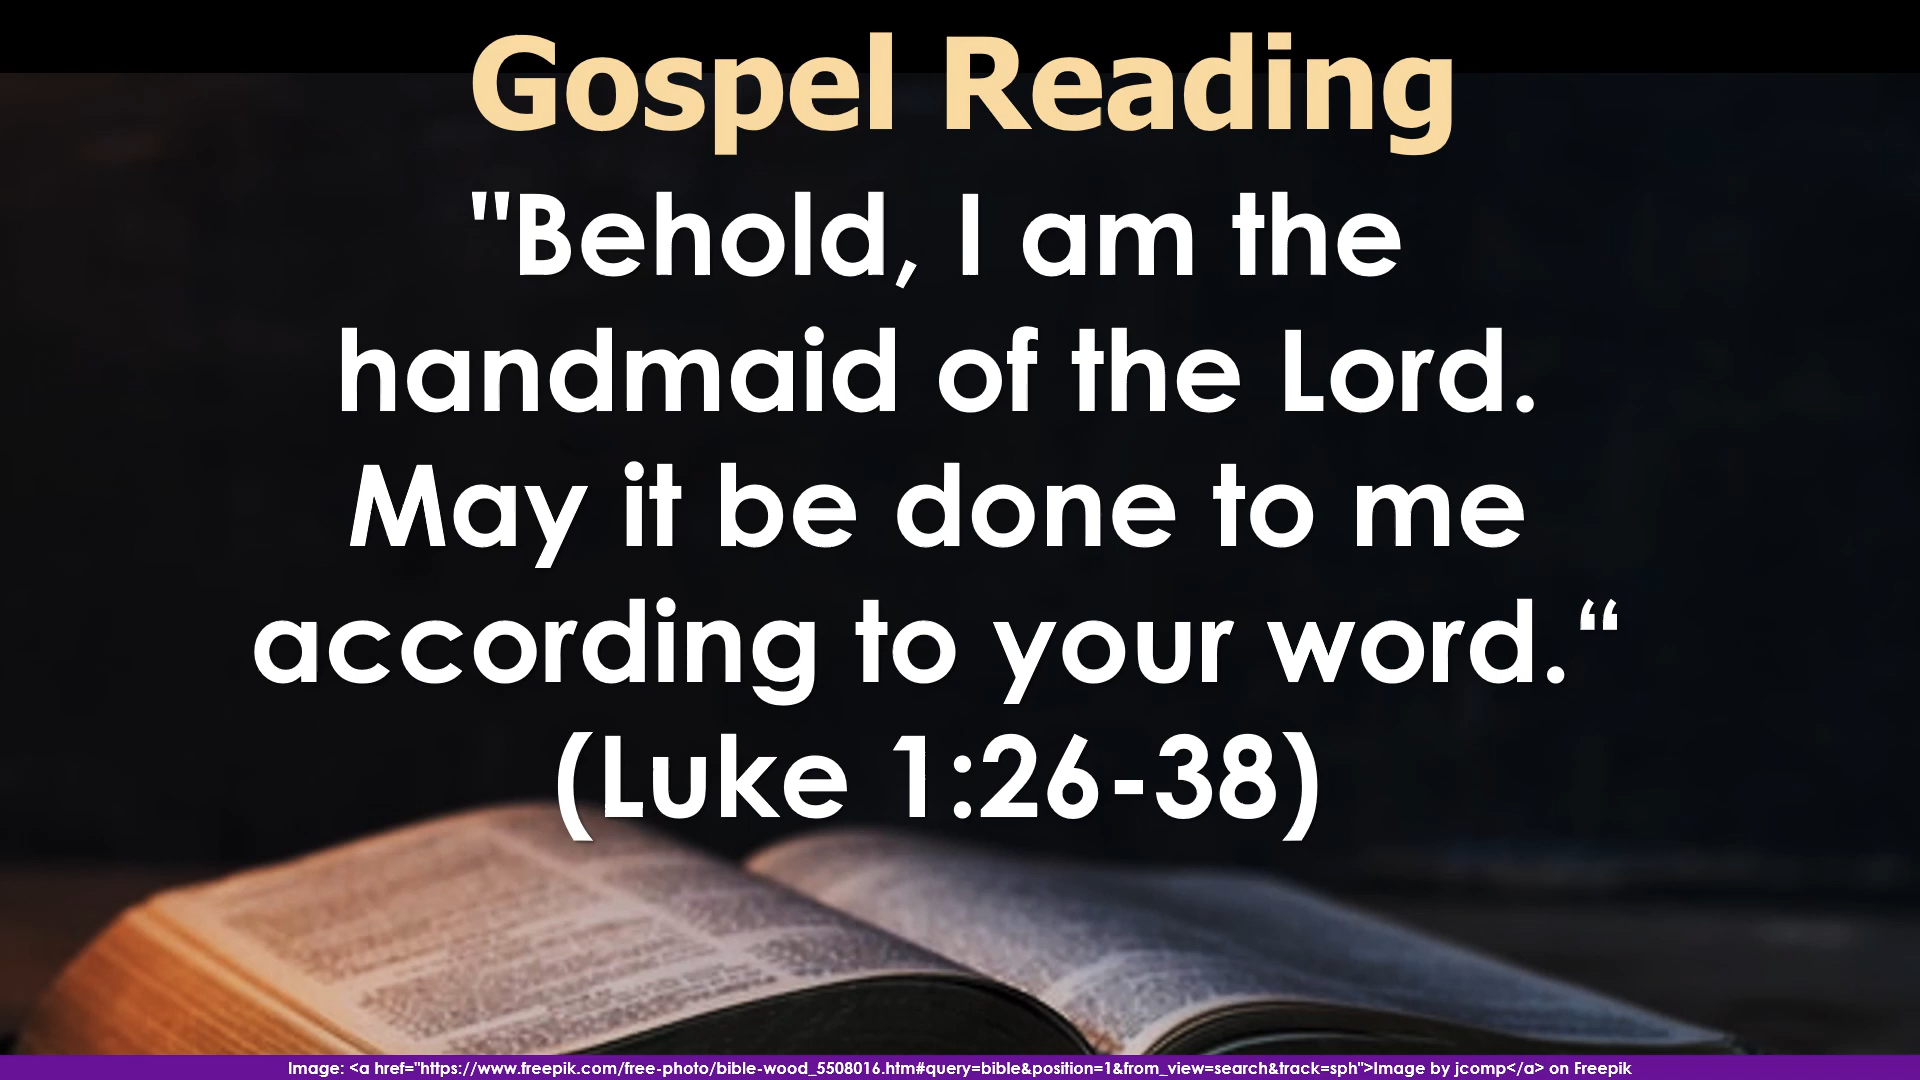 Gospel Reading
"Behold, I am the
handmaid of the Lord.
May it be done to me
according to your word.“
(Luke 1:26-38)
Image: <a href="https://www.freepik.com/free-photo/bible-wood_5508016.htm#query=bible&position=1&from_view=search&track=sph">Image by jcomp</a> on Freepik